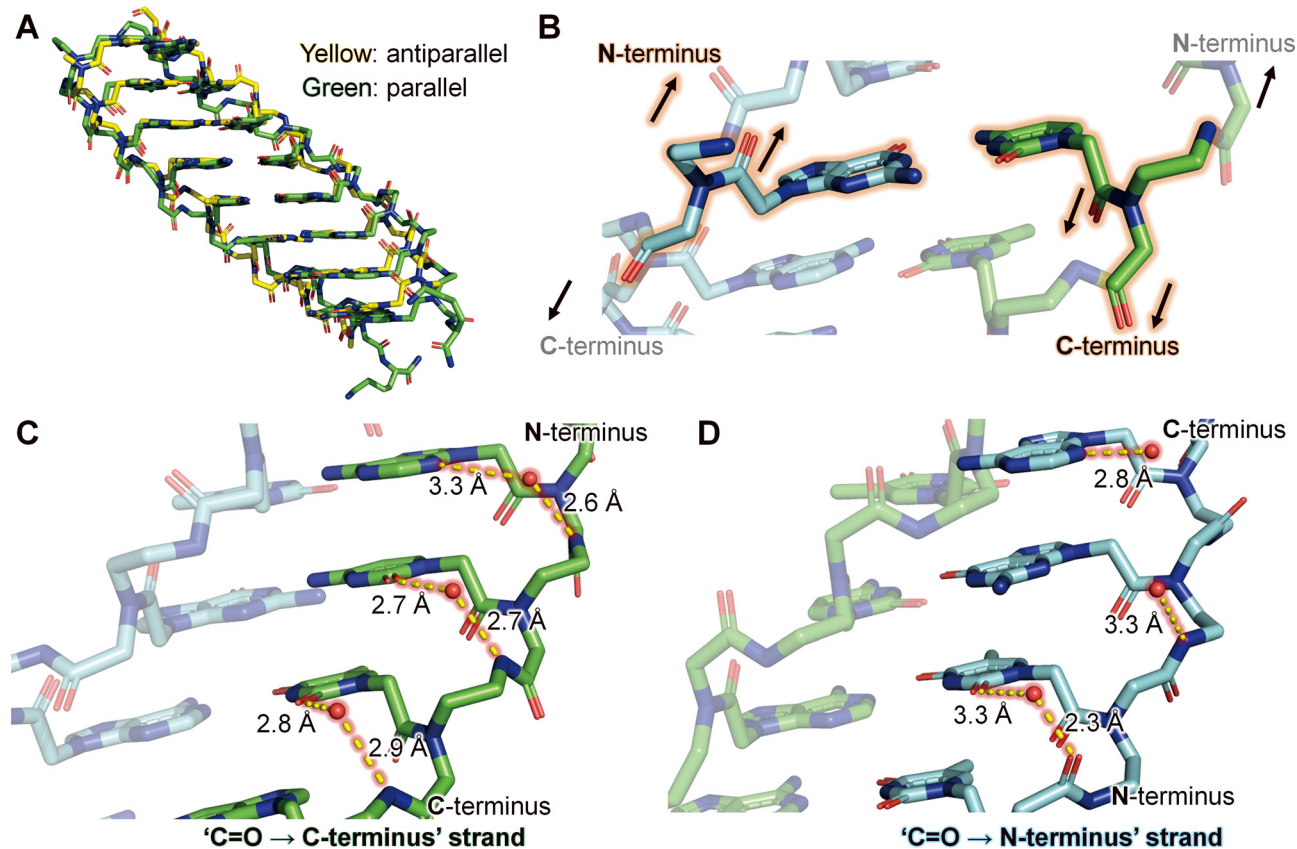 A
Yellow: antiparallel
Green: parallel
B
N-terminus
N-terminus
C-terminus
C-terminus
C
N-terminus
3.3 Å
2.6 Å
2.7 Å
2.7 Å
2.8 Å
2.9 Å
C-terminus
‘C=O → C-terminus’ strand
D
C-terminus
2.8 Å
3.3 Å
3.3 Å
2.3 Å
N-terminus
‘C=O → N-terminus’ strand